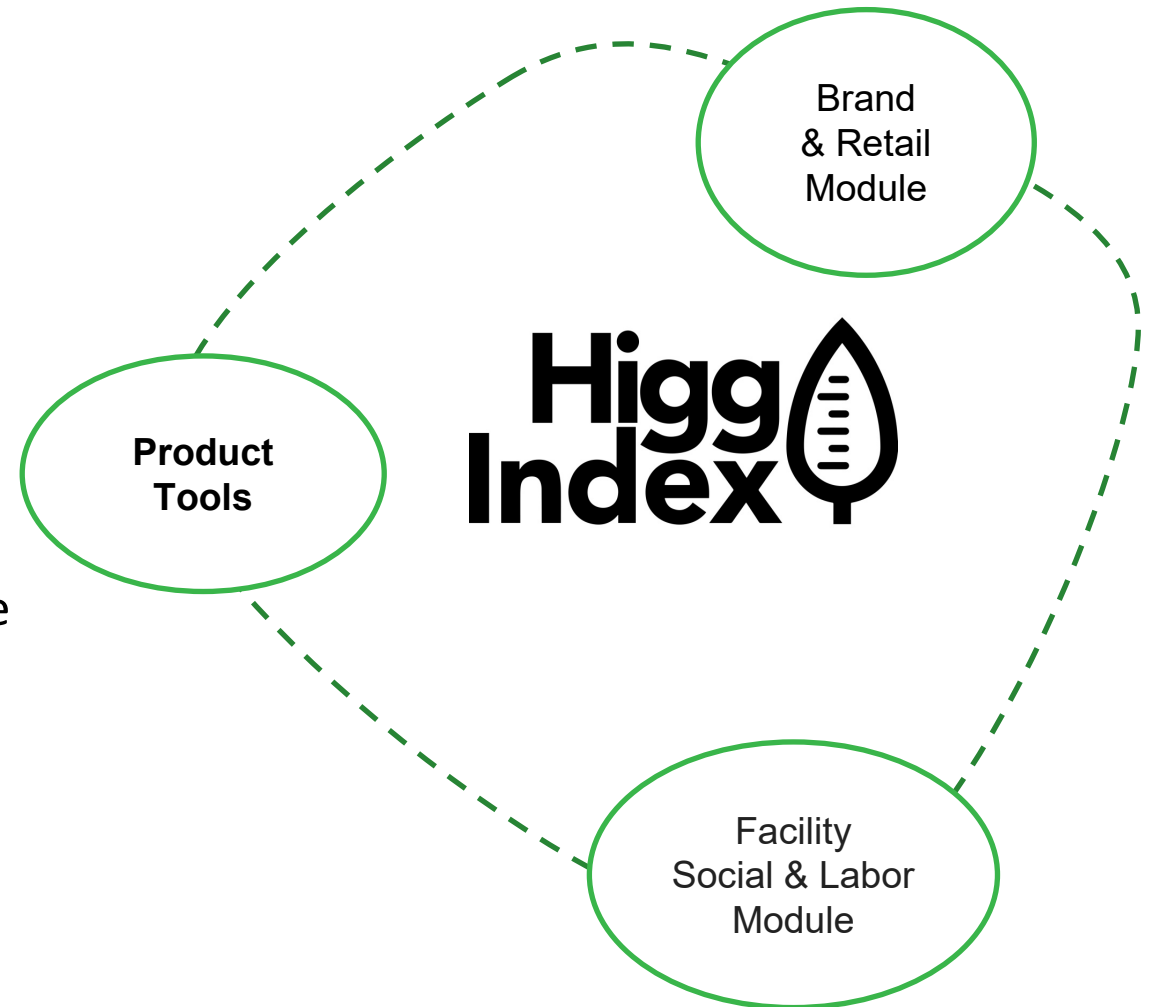 Brand
& Retail
Module
Higg
Index
Product
Tools
e
Facility
Social & Labor
Module